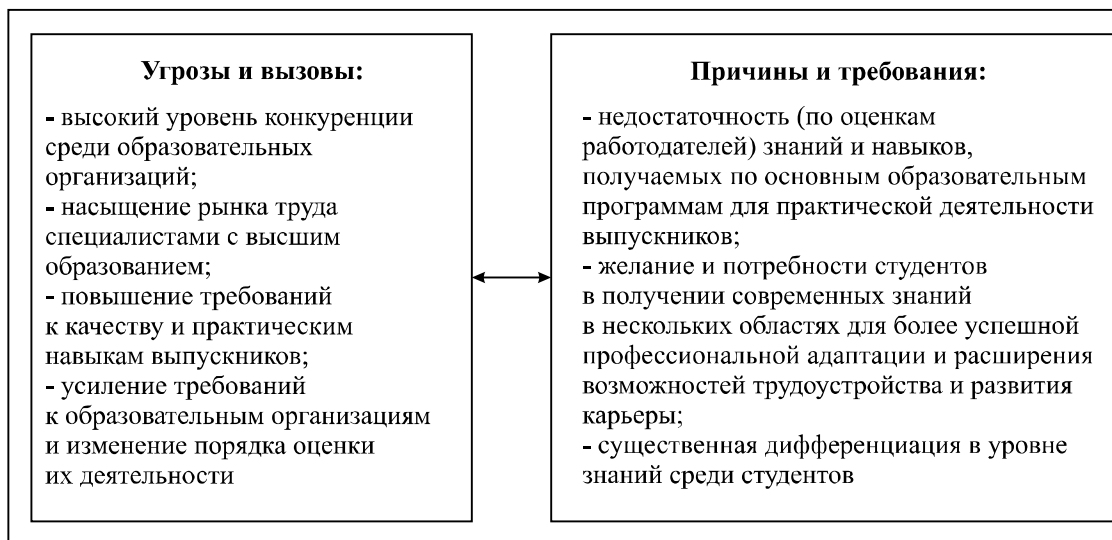 Угрозы и вызовы:
- высокий уровень конкуренции
среди образовательных
организаций;
- насыщение рынка труда
специалистами с высшим
образованием;
- повышение требований
к качеству и практическим
навыкам выпускников;
- усиление требований
к образовательным организациям
и изменение порядка оценки
их деятельности
Причины и требования:
- недостаточность (по оценкам
работодателей) знаний и навыков,
получаемых по основным образовательным
программам для практической деятельности
выпускников;
- желание и потребности студентов
в получении современных знаний
в нескольких областях для более успешной
профессиональной адаптации и расширения
возможностей трудоустройства и развития
карьеры;
- существенная дифференциация в уровне
знаний среди студентов